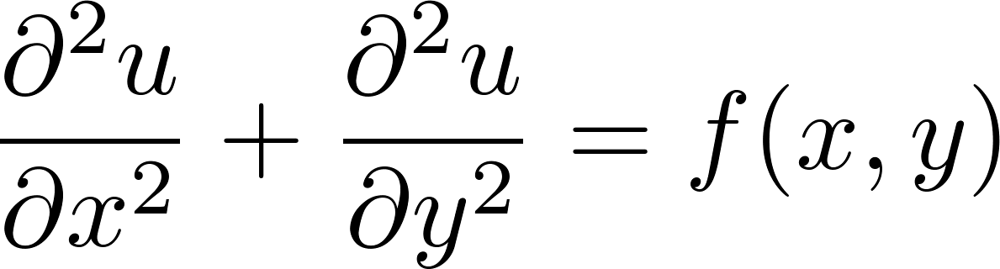 ∂²u/∂x² + ∂²u/∂y² = f(x, y)